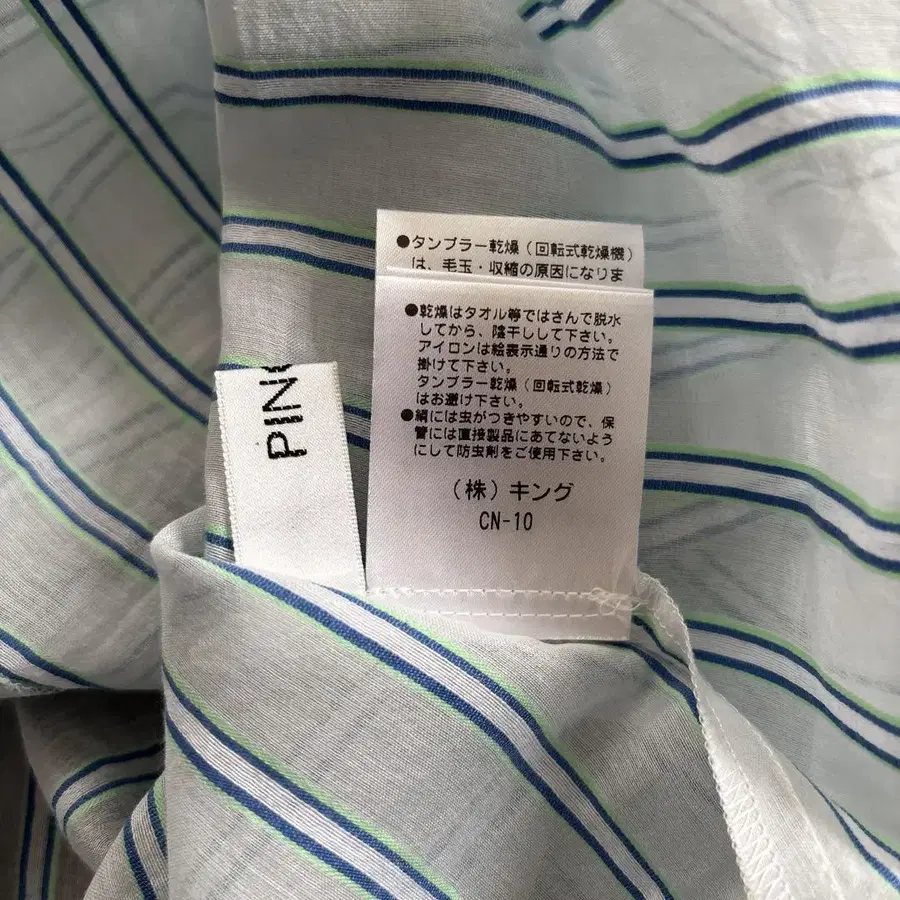 ●タンブラー乾燥(回転式乾燥機)
は、毛玉・収縮の原因になりま
●乾燥はタオル等ではさんで脱水
してから、陰干しして下さい。
アイロンは絵表示通りの方法で
掛けて下さい。
タンブラー乾燥(回転式乾燥)
はお避け下さい。
●絹には虫がつきやすいので、保
管には直接製品にあてないよう
にして防虫剤をご使用下さい。
(株)キング
CN-10
PIN